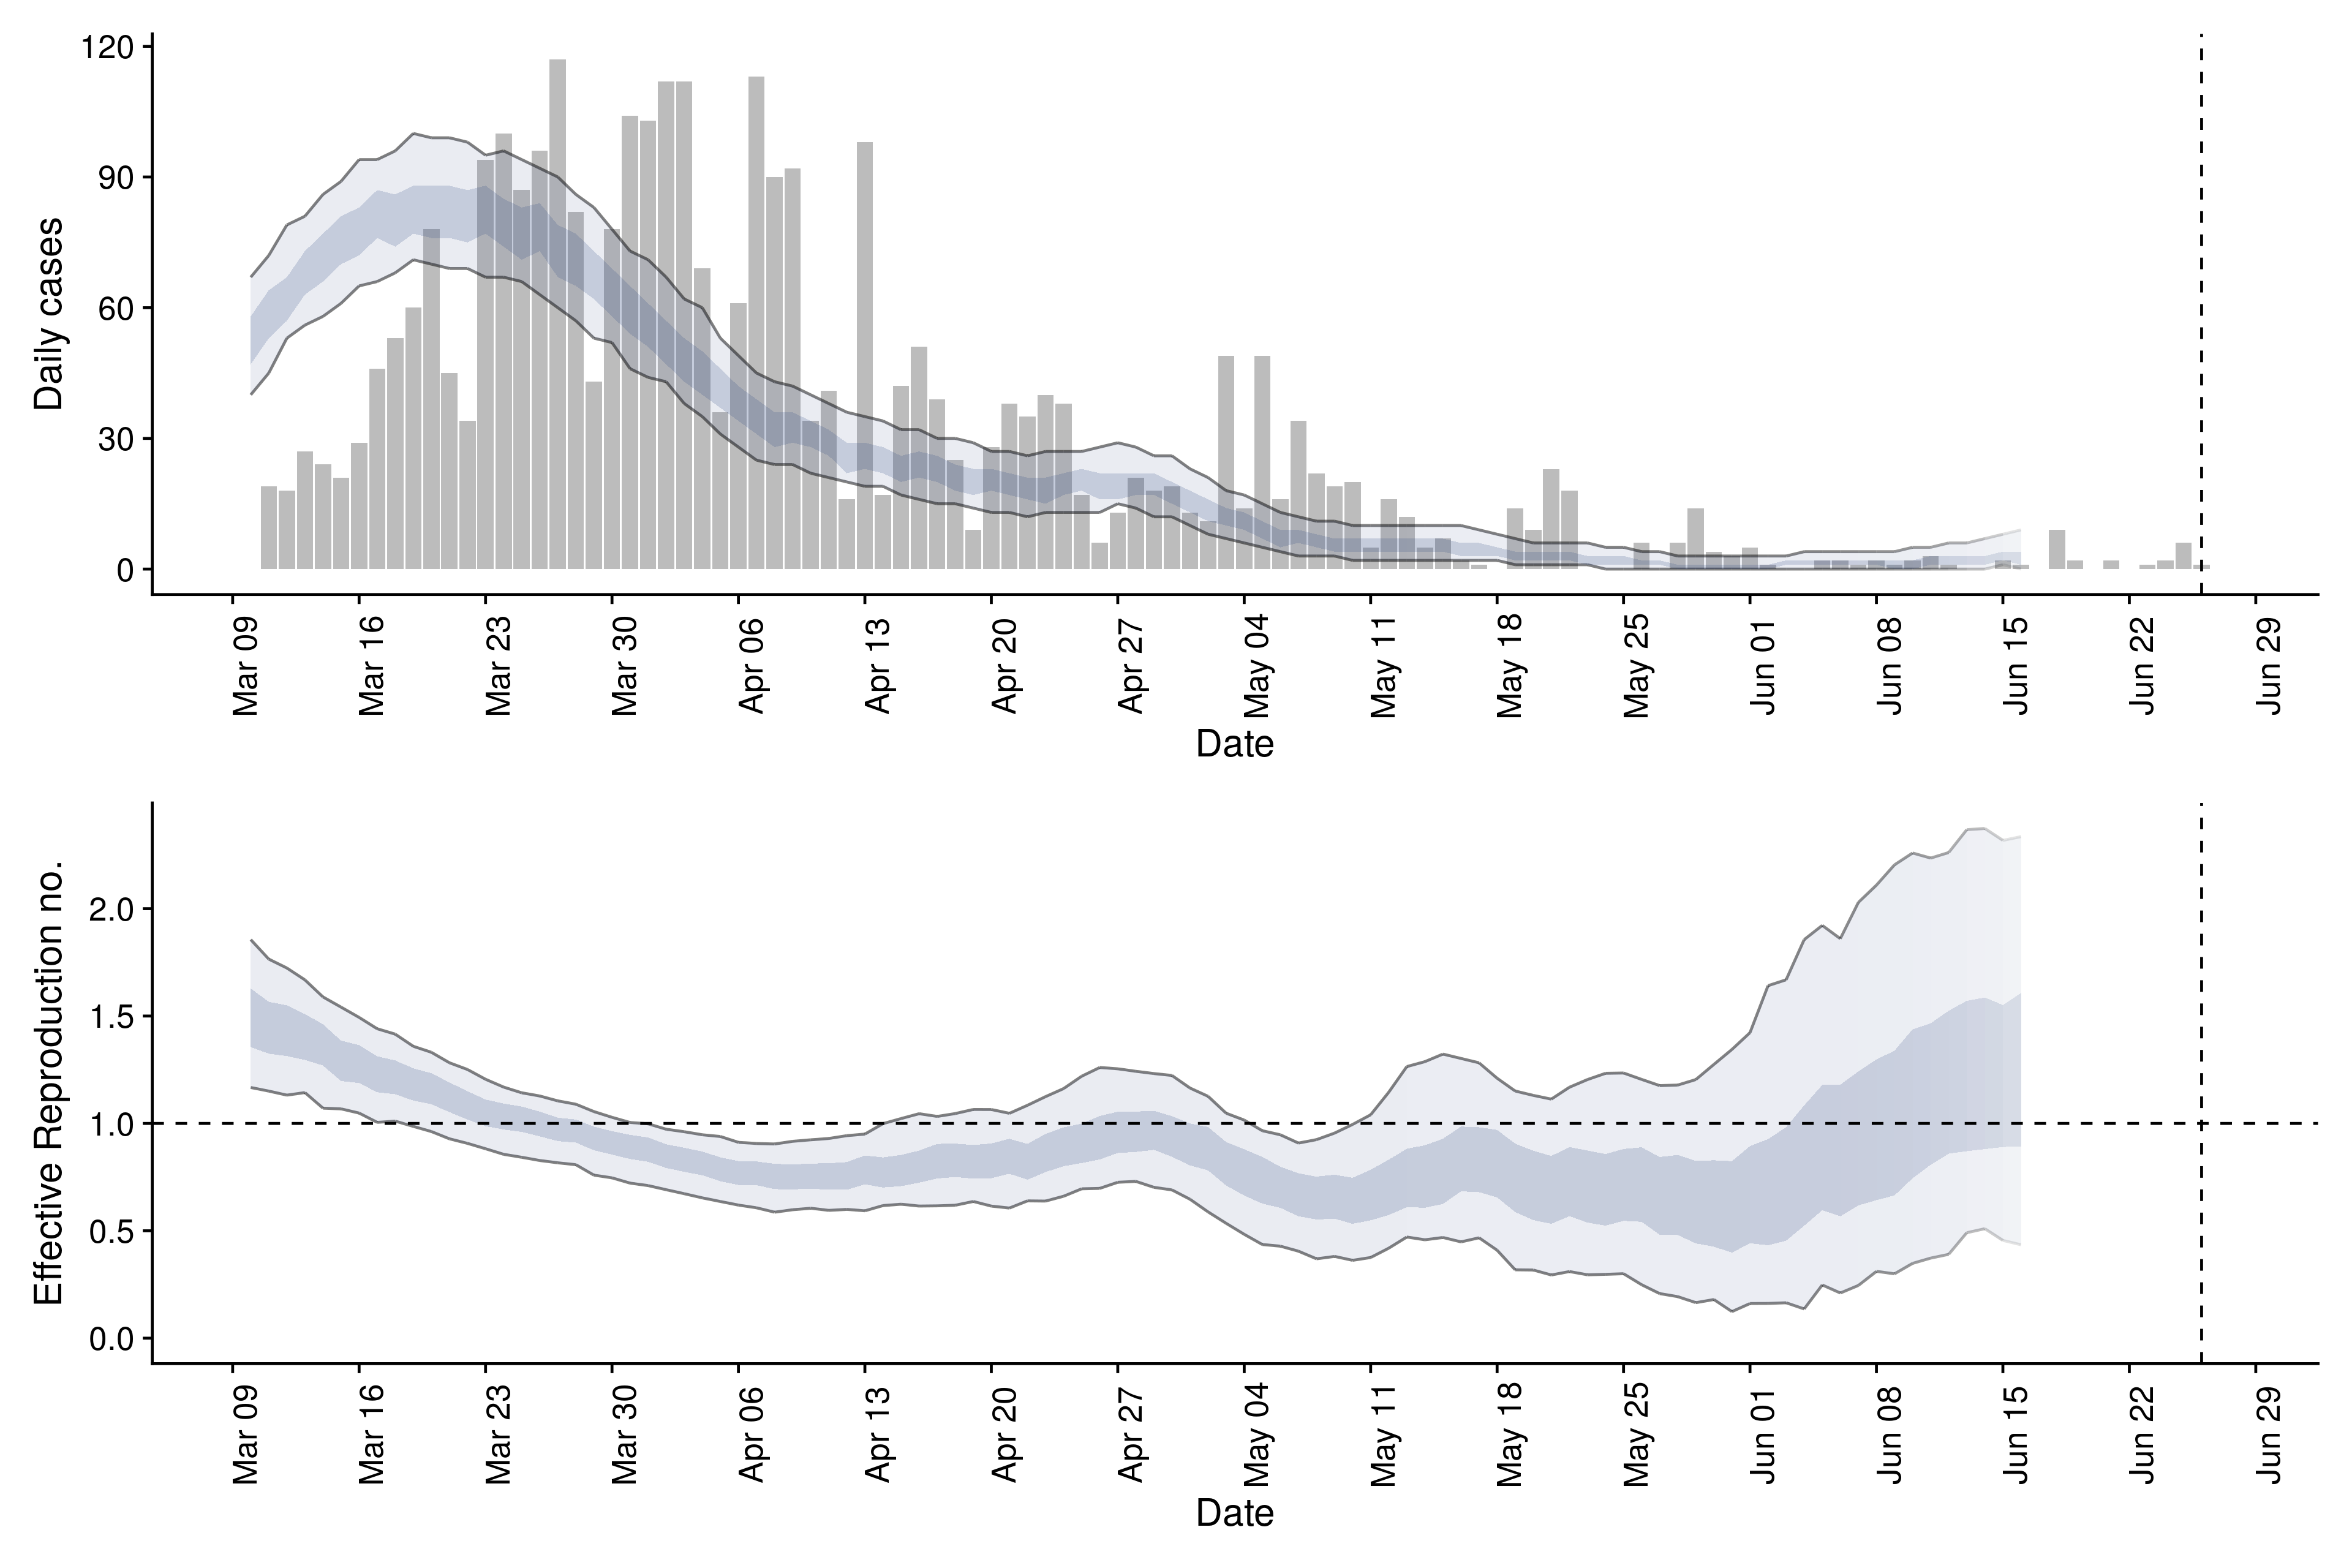 Daily cases
120
90
60
30
0
Mar 09
Mar 16
Mar 23
Mar 30
Apr 06
Apr 13
Apr 20
Apr 27
May 04
May 11
May 18
May 25
Jun 01
Jun 08
Jun 15
Jun 22
Jun 29
Date
Effective Reproduction no.
2.0
1.5
1.0
0.5
0.0
Mar 09
Mar 16
Mar 23
Mar 30
Apr 06
Apr 13
Apr 20
Apr 27
May 04
May 11
May 18
May 25
Jun 01
Jun 08
Jun 15
Jun 22
Jun 29
Date